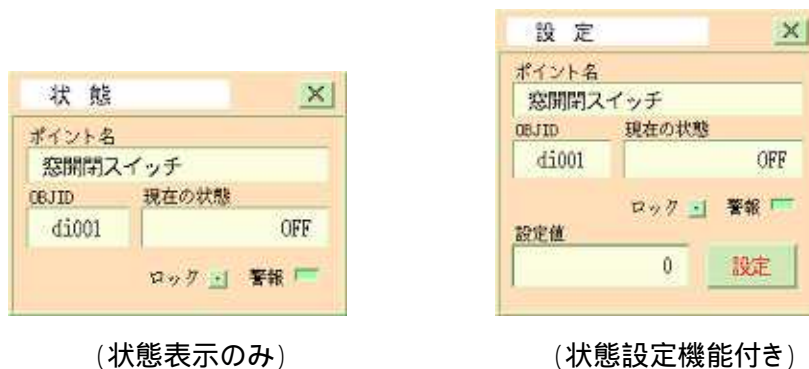 状 態
ポイント名
窓開閉スイッチ
OBJID 現在の状態
di001 OFF
ロック 警報
(状態表示のみ)
設 定
ポイント名
窓開閉スイッチ
OBJID 現在の状態
di001 OFF
ロック 警報
設定値
0 設定
(状態設定機能付き)